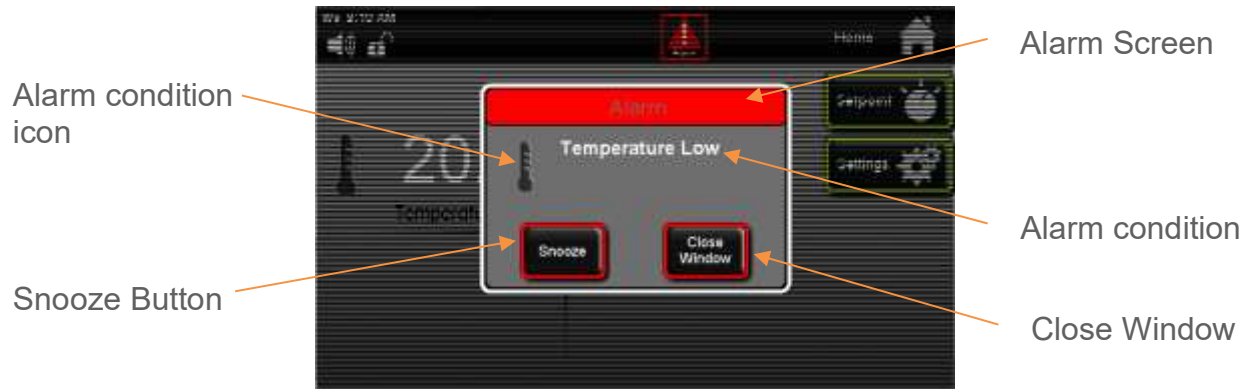 Home
Alarm Screen
Alarm condition
icon
Setpoint
Alarm
Temperature Low
Settings
20
Snooze
Close
Window
Alarm condition
Snooze Button
Close Window